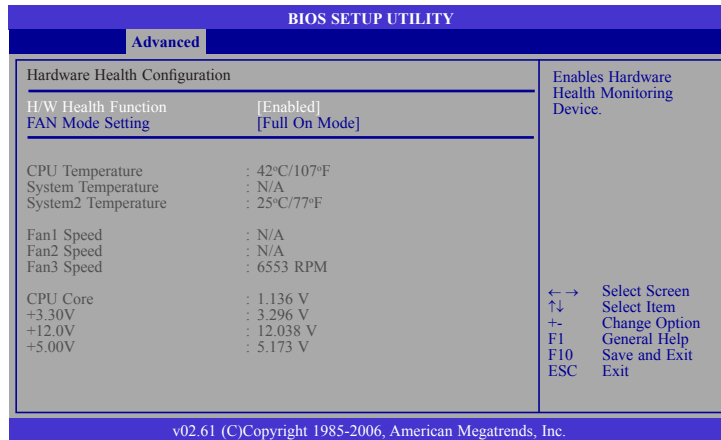 BIOS SETUP UTILITY
Advanced
Hardware Health Configuration
H/W Health Function [Enabled]
FAN Mode Setting [Full On Mode]
CPU Temperature : 42ºC/107ºF
System Temperature : N/A
System2 Temperature : 25ºC/77ºF
Fan1 Speed : N/A
Fan2 Speed : N/A
Fan3 Speed : 6553 RPM
CPU Core : 1.136 V
+3.30V : 3.296 V
+12.0V : 12.038 V
+5.00V : 5.173 V
Enables Hardware
Health Monitoring
Device.
←→ Select Screen
↑↓ Select Item
+- Change Option
F1 General Help
F10 Save and Exit
ESC Exit
v02.61 (C)Copyright 1985-2006, American Megatrends, Inc.